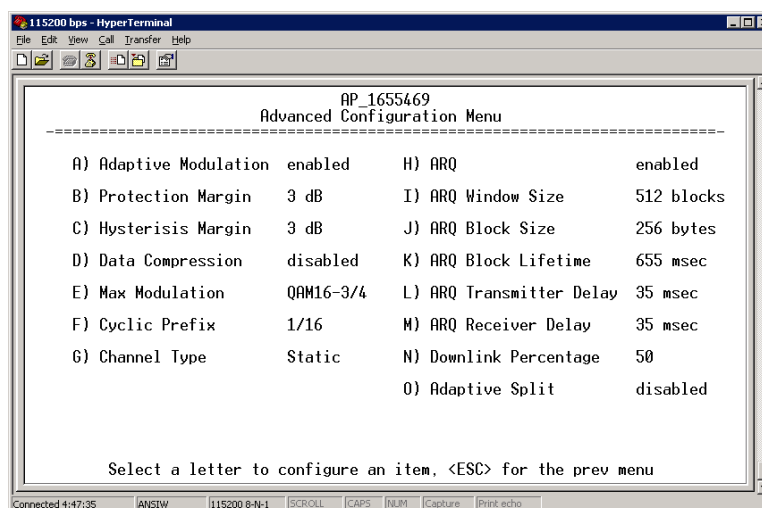 115200 bps - HyperTerminal
File Edit View Call Transfer Help
AP_1655469
Advanced Configuration Menu
-==========================================================================-
A) Adaptive Modulation enabled H) ARQ enabled
B) Protection Margin 3 dB I) ARQ Window Size 512 blocks
C) Hysterisis Margin 3 dB J) ARQ Block Size 256 bytes
D) Data Compression disabled K) ARQ Block Lifetime 655 msec
E) Max Modulation QAM16-3/4 L) ARQ Transmitter Delay 35 msec
F) Cyclic Prefix 1/16 M) ARQ Receiver Delay 35 msec
G) Channel Type Static N) Downlink Percentage 50
O) Adaptive Split disabled
Select a letter to configure an item, <ESC> for the prev menu
Connected 4:47:35 ANSIW 115200 8-N-1 SCROLL CAPS NUM Capture Print echo